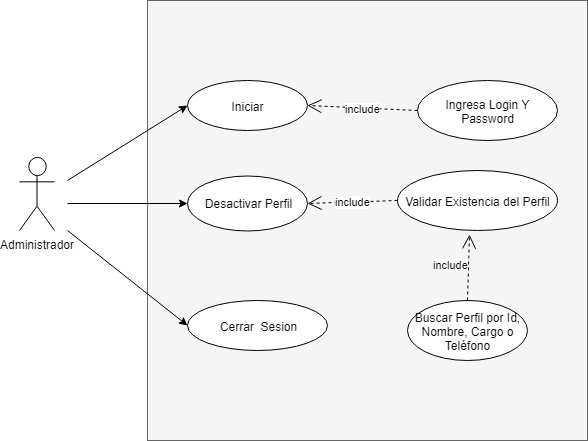 Iniciar
include
Ingresa Login Y
Password
Administrador
Desactivar Perfil
include
Validar Existencia del Perfil
include
Cerrar Sesion
Buscar Perfil por Id,
Nombre, Cargo o
Teléfono